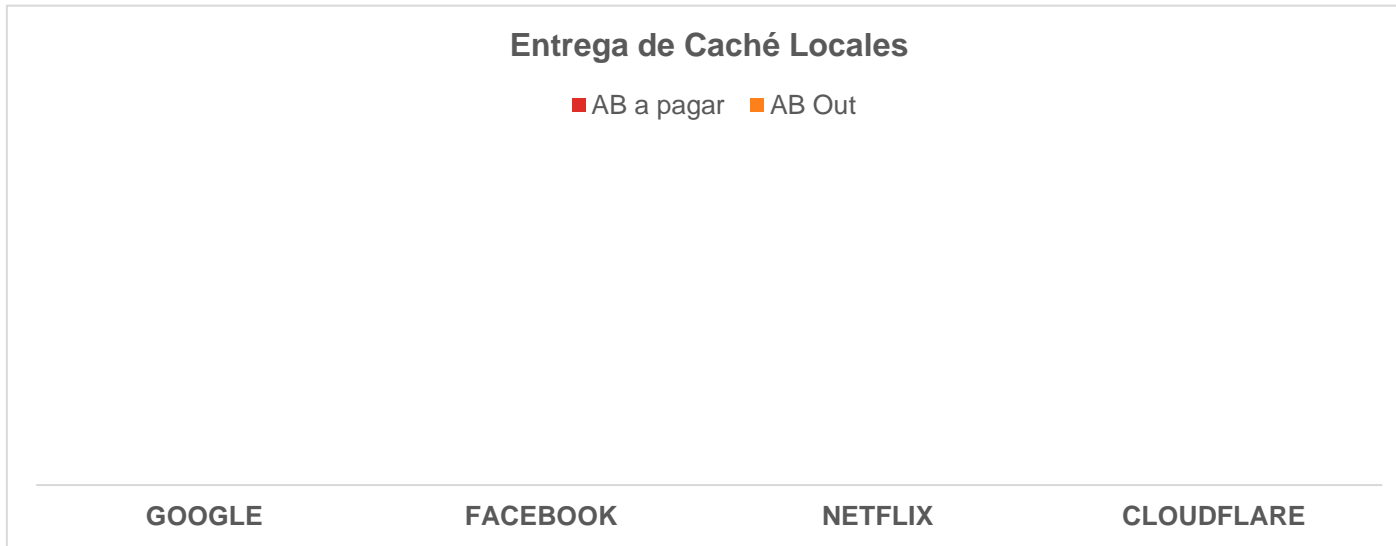 Entrega de Caché Locales
AB a pagar AB Out
GOOGLE FACEBOOK NETFLIX CLOUDFLARE